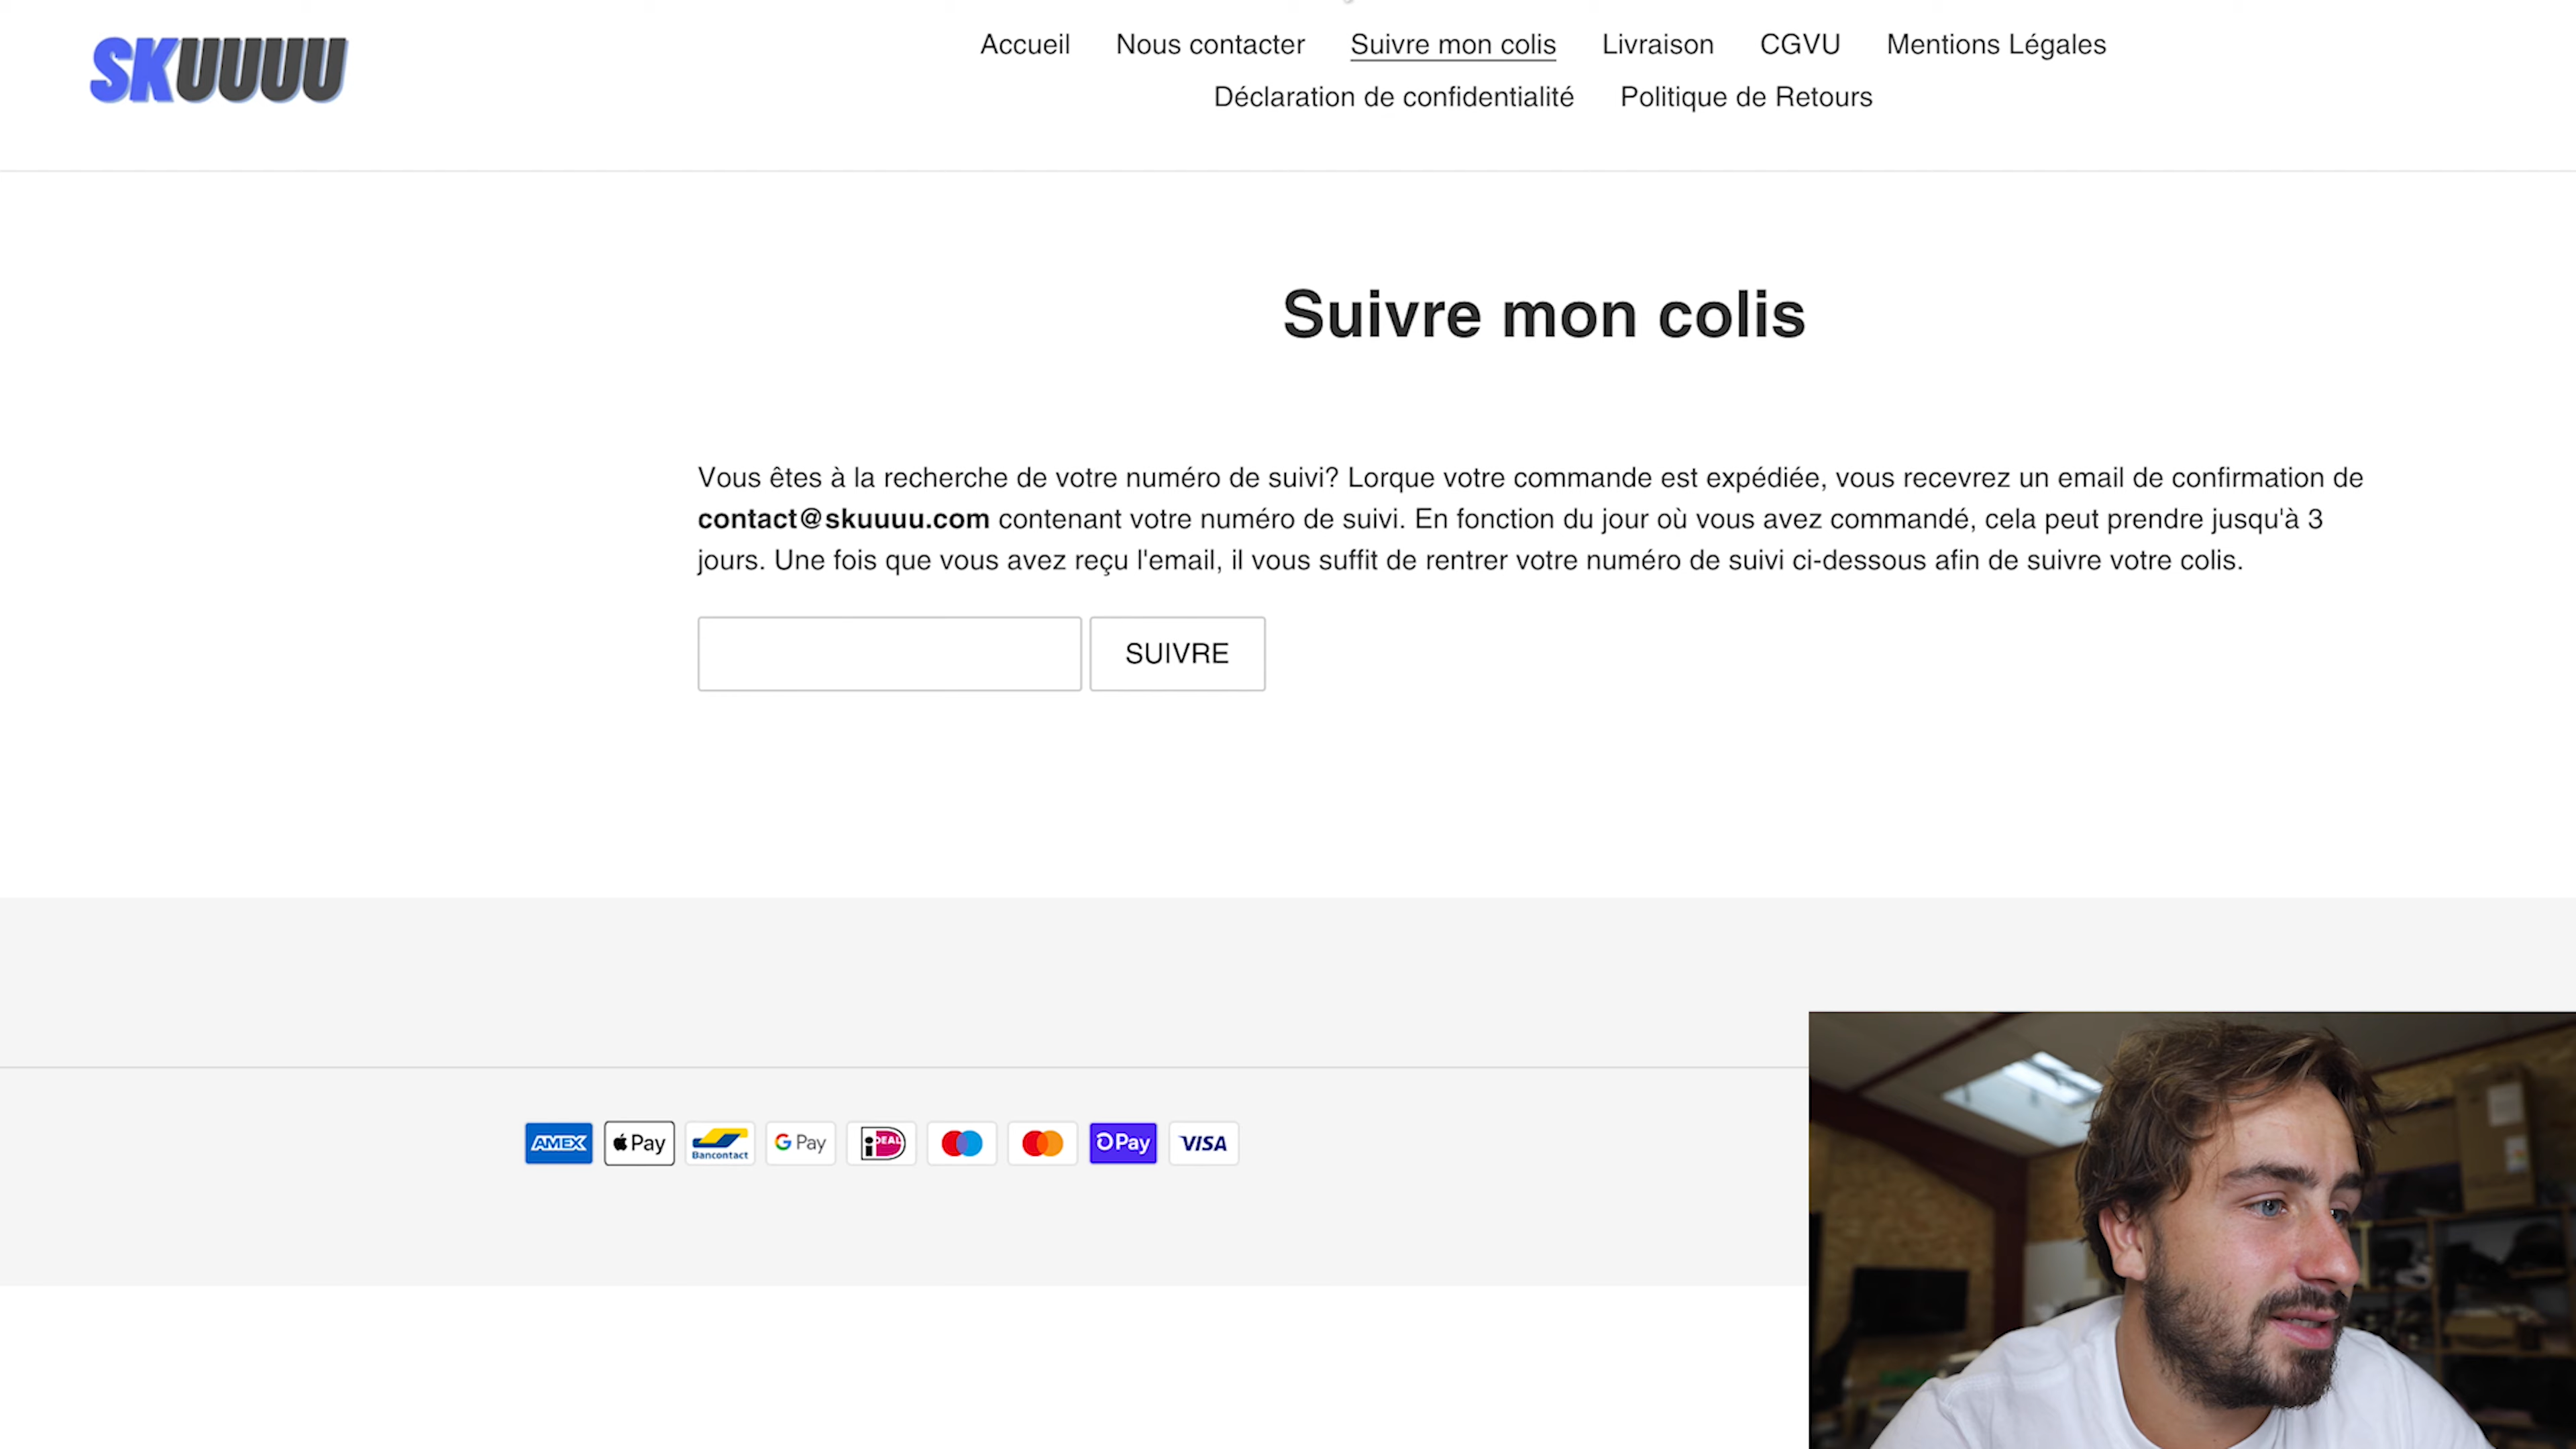 SKUUUU
Accueil Nous contacter Suivre mon colis Livraison CGVU Mentions Légales
Déclaration de confidentialité Politique de Retours
Suivre mon colis
Vous êtes à la recherche de votre numéro de suivi? Lorque votre commande est expédiée, vous recevrez un email de confirmation de
contact@skuuuu.com contenant votre numéro de suivi. En fonction du jour où vous avez commandé, cela peut prendre jusqu'à 3
jours. Une fois que vous avez reçu l'email, il vous suffit de rentrer votre numéro de suivi ci-dessous afin de suivre votre colis.
SUIVRE
AMEX Pay Bancontact G Pay iDEAL Pay VISA